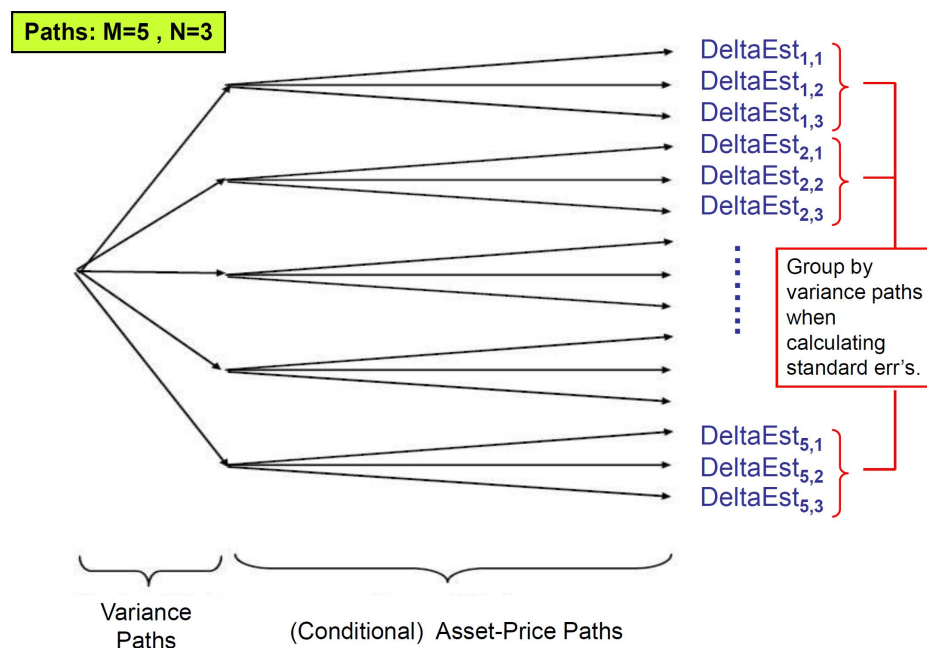 Paths: M=5 , N=3
DeltaEst1,1
DeltaEst1,2
DeltaEst1,3
DeltaEst2,1
DeltaEst2,2
DeltaEst2,3
Group by
variance paths
when
calculating
standard err's.
DeltaEst5,1
DeltaEst5,2
DeltaEst5,3
Variance
Paths
(Conditional) Asset-Price Paths